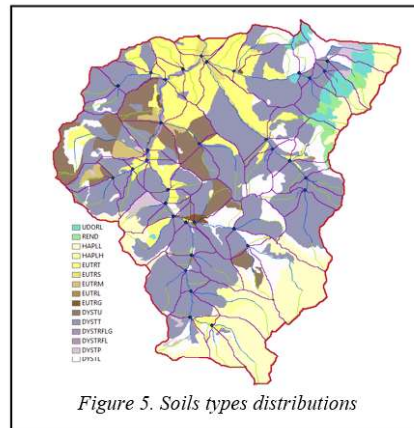 UDORL
REND
HAPLL
HAPLH
EUTRT
EUTRS
EUTRM
EUTRL
EUTRG
DYSTU
DYSTT
DYSTRFLG
DYSTRFL
DYSTP
DYSTL
Figure 5. Soils types distributions